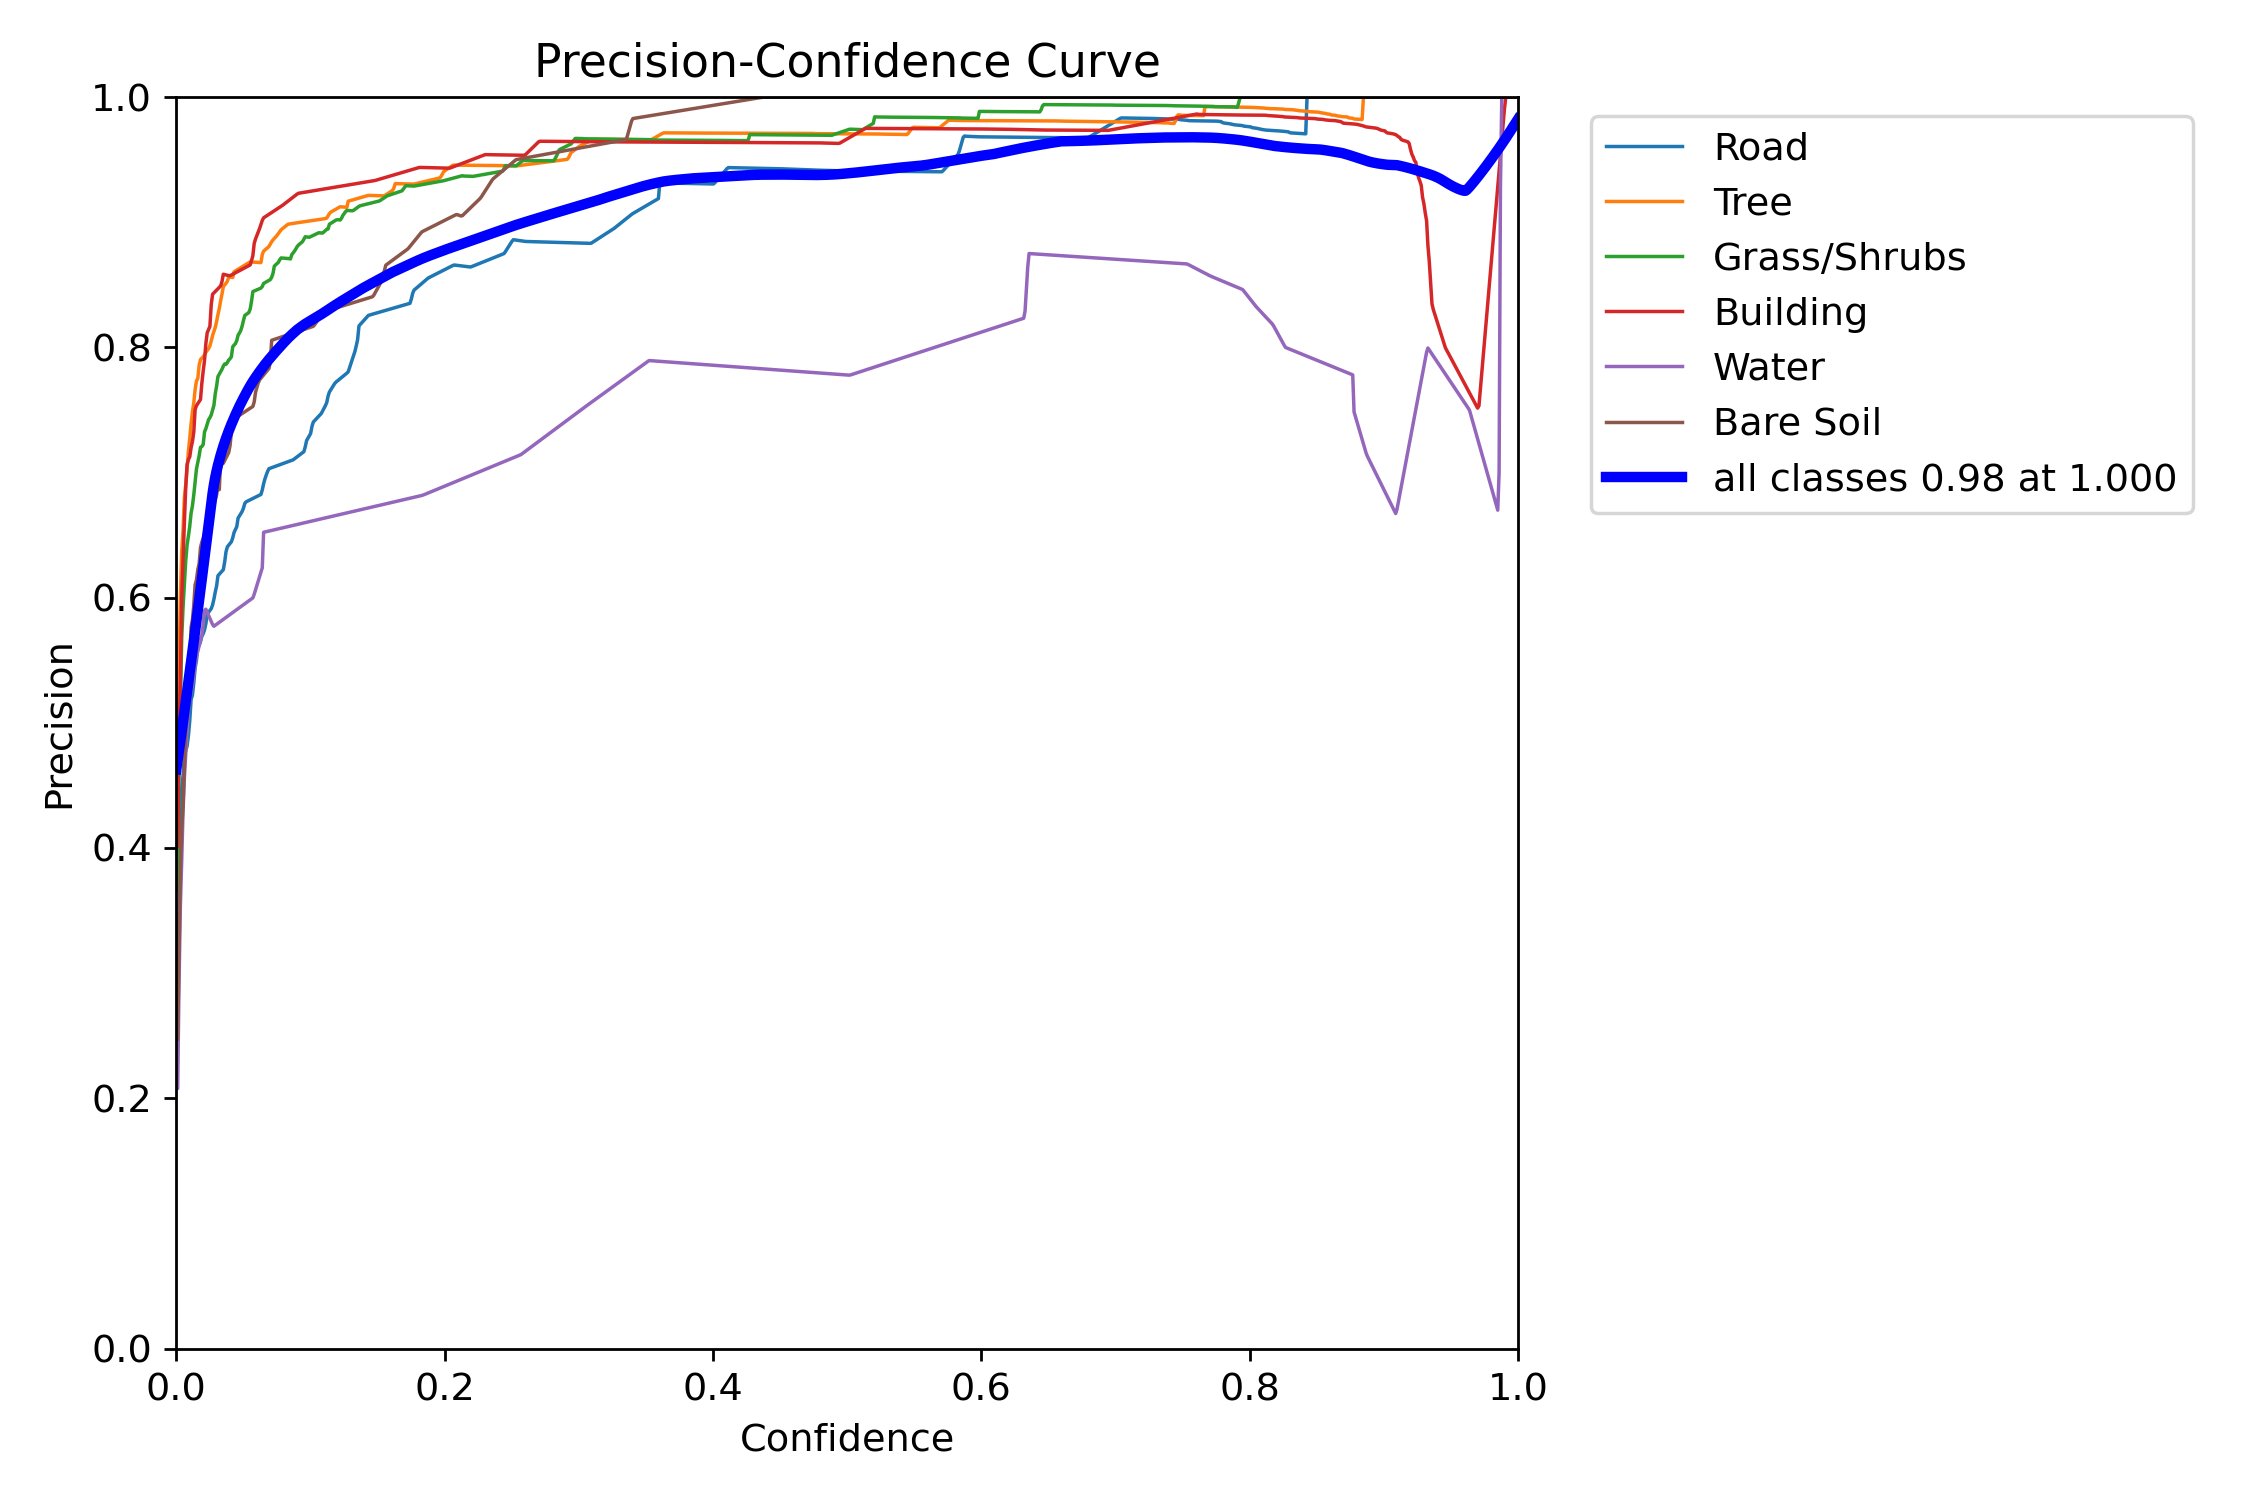 Precision-Confidence Curve
1.0
0.8
0.6
0.4
0.2
0.0
Precision
0.0 0.2 0.4 0.6 0.8 1.0
Confidence
Road
Tree
Grass/Shrubs
Building
Water
Bare Soil
all classes 0.98 at 1.000